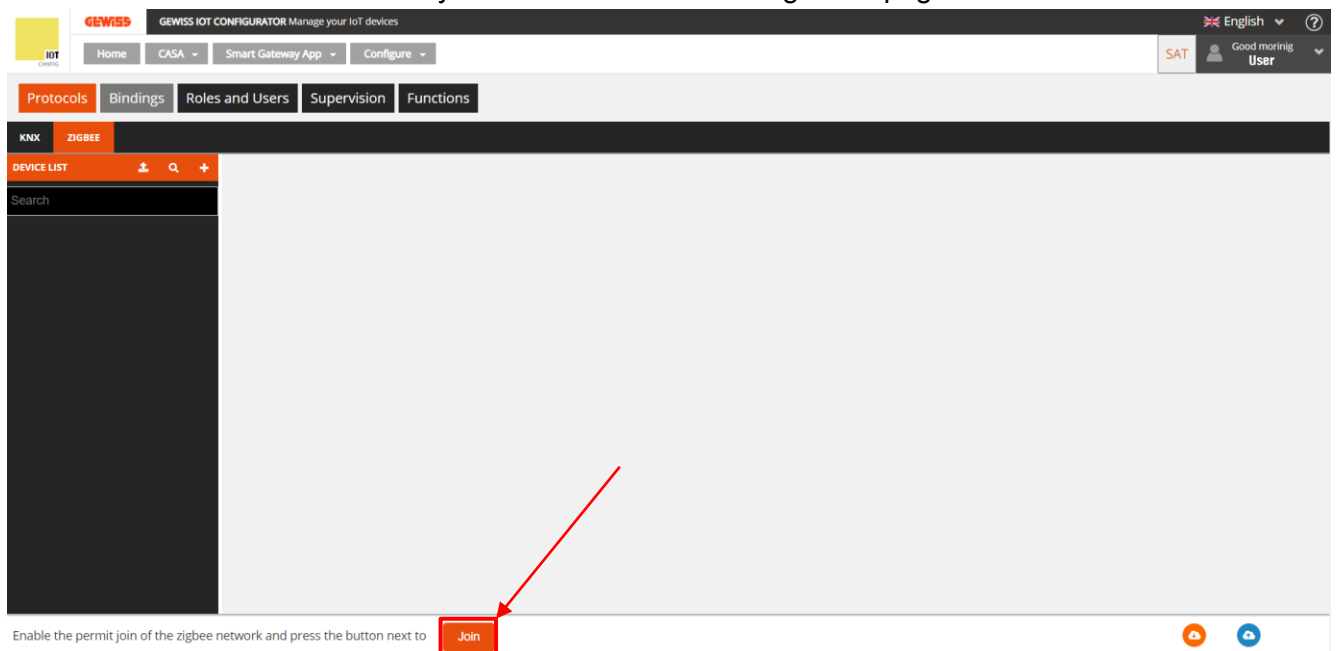 GEWISS GEWISS IOT CONFIGURATOR Manage your IoT devices English
IOT
CONFIG
Home CASA Smart Gateway App Configure SAT Good morinig
User
Protocols Bindings Roles and Users Supervision Functions
KNX ZIGBEE
DEVICE LIST
Search
Enable the permit join of the zigbee network and press the button next to Join